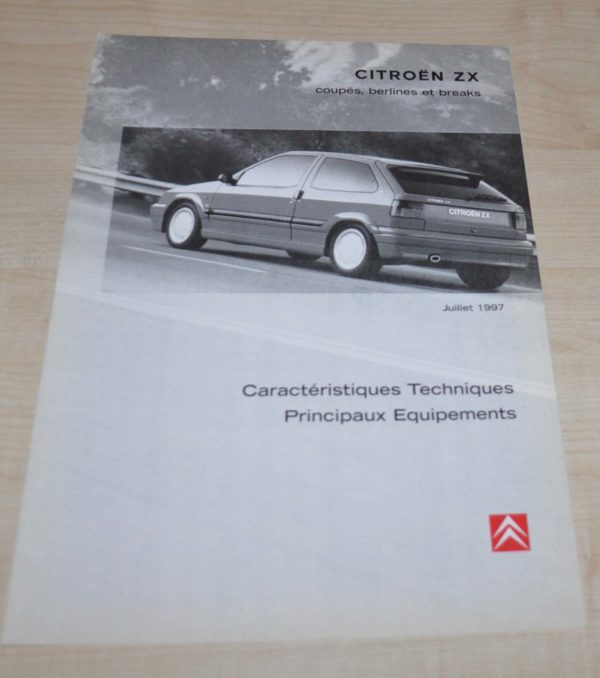 CITROËN ZX
coupés, berlines et breaks
CITROËN ZX
Juillet 1997
Caractéristiques Techniques
Principaux Equipements